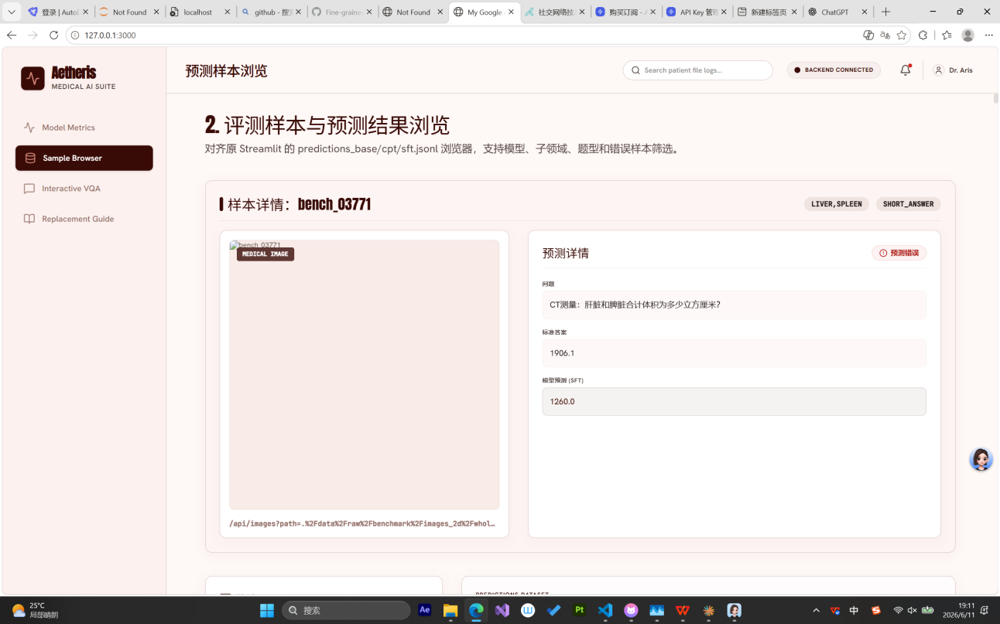 登录 | Auto
Not Found
localhost
github - 搜
Fine-graine
Not Found
My Google
社交网络技
购买订阅 - A
API Key 管
新建标签页
ChatGPT
127.0.0.1:3000
Aetheris
MEDICAL AI SUITE
预测样本浏览
Search patient file logs...
BACKEND CONNECTED
Dr. Aris
Model Metrics
Sample Browser
Interactive VQA
Replacement Guide
2. 评测样本与预测结果浏览
对齐原 Streamlit 的 predictions_base/cpt/sft.jsonl 浏览器，支持模型、子领域、题型和错误样本筛选。
样本详情：bench_03771
LIVER,SPLEEN
SHORT_ANSWER
bench_03771
MEDICAL IMAGE
/api/images?path=.%2Fdata%2Fraw%2Fbenchmark%2Fimages_2d%2Fwhol…
预测详情
预测错误
问题
CT测量：肝脏和脾脏合计体积为多少立方厘米?
标准答案
1906.1
模型预测 (SFT)
1260.0
PREDICTIONS DATASET
25°C
局部晴朗
搜索
Ae
Pt
中
19:11
2026/6/11